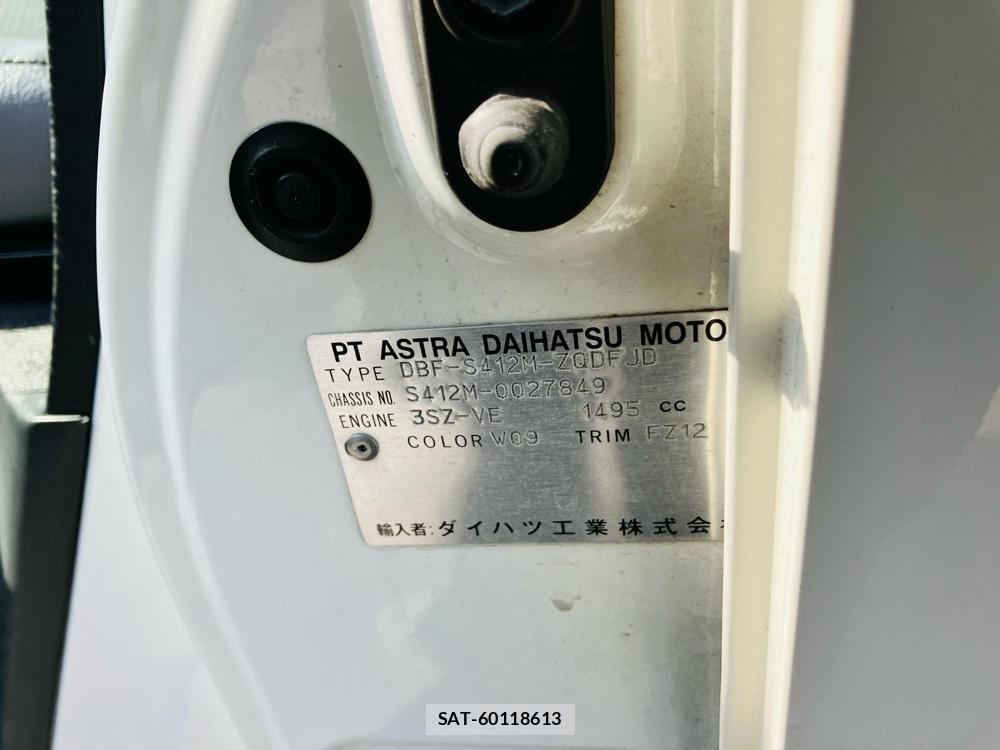 PT ASTRA DAIHATSU MOTO
TYPE DBF-S412M-ZQDFJD
CHASSIS NO. S412M-0027849
ENGINE 3SZ-VE 1495 CC
COLOR W09 TRIM FZ12
輸入者: ダイハツ工業株式会
SAT-60118613